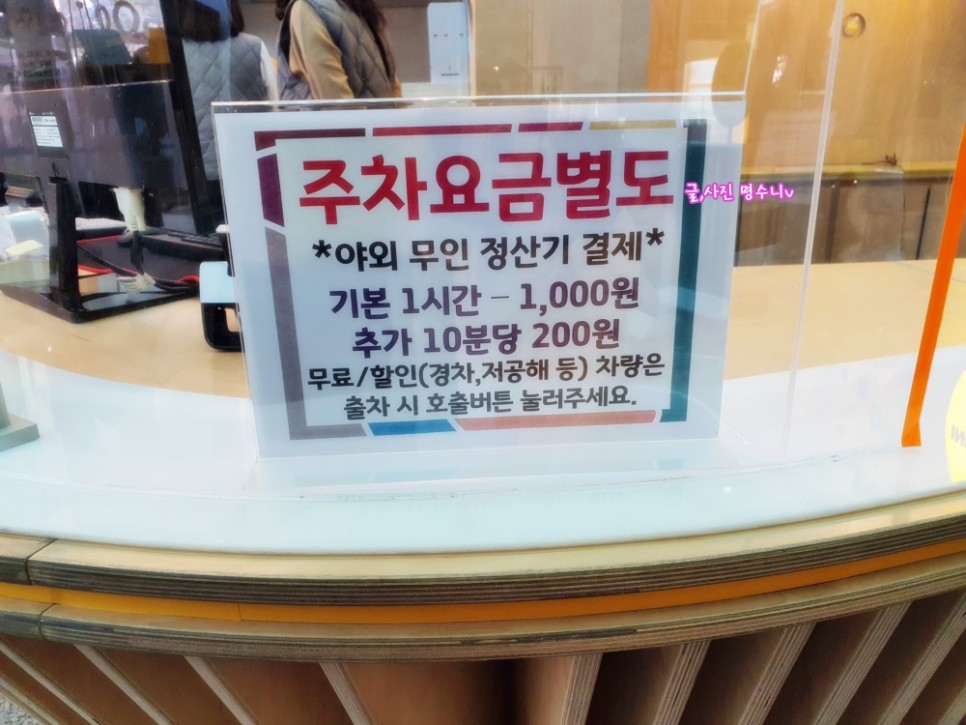 주차요금별도
글,사진 명수니v
*야외 무인 정산기 결제*
기본 1시간 - 1,000원
추가 10분당 200원
무료/할인(경차,저공해 등) 차량은
출차 시 호출버튼 눌러주세요.